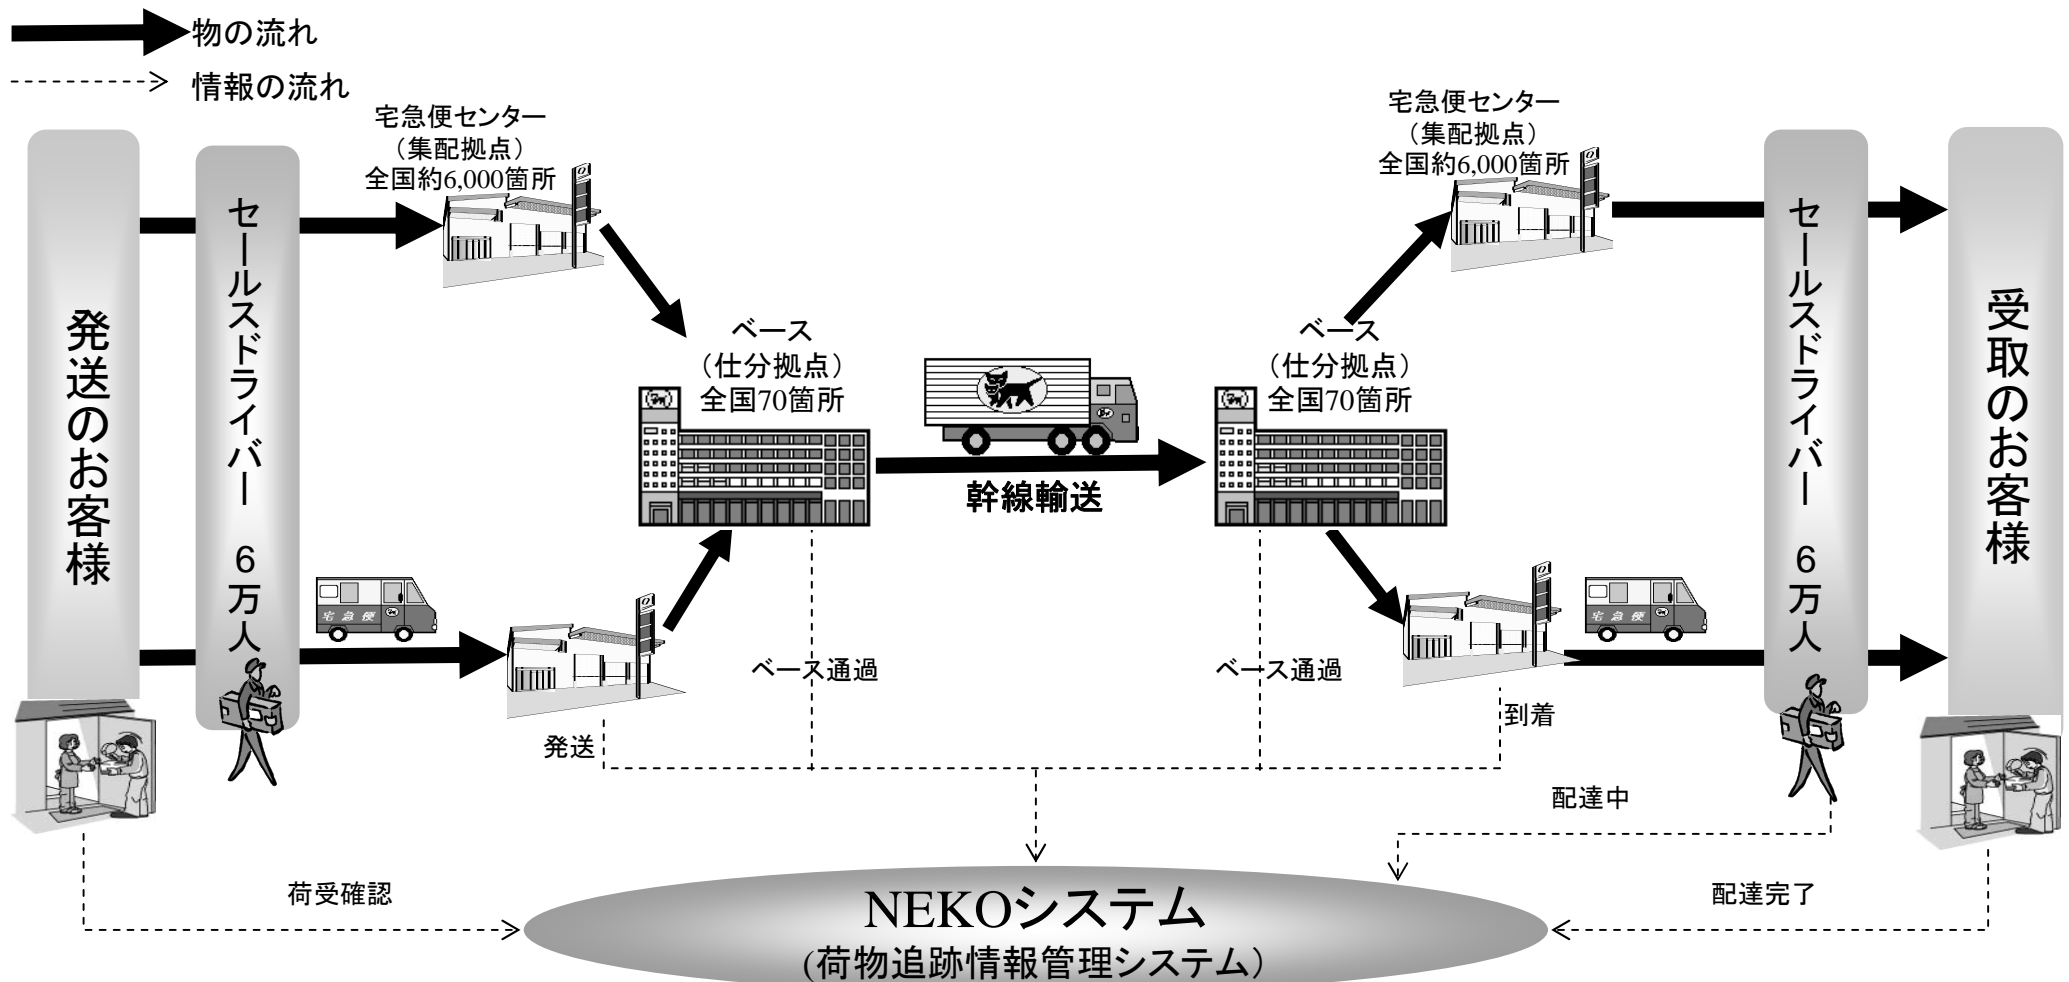 物の流れ
情報の流れ
宅急便センター
(集配拠点)
全国約6,000箇所
宅急便センター
(集配拠点)
全国約6,000箇所
発送のお客様
セールスドライバー 6万人
ベース
(仕分拠点)
全国70箇所
幹線輸送
ベース
(仕分拠点)
全国70箇所
セールスドライバー 6万人
受取のお客様
宅急便
宅急便
ベース通過
ベース通過
発送
到着
配達中
荷受確認
配達完了
NEKOシステム
(荷物追跡情報管理システム)